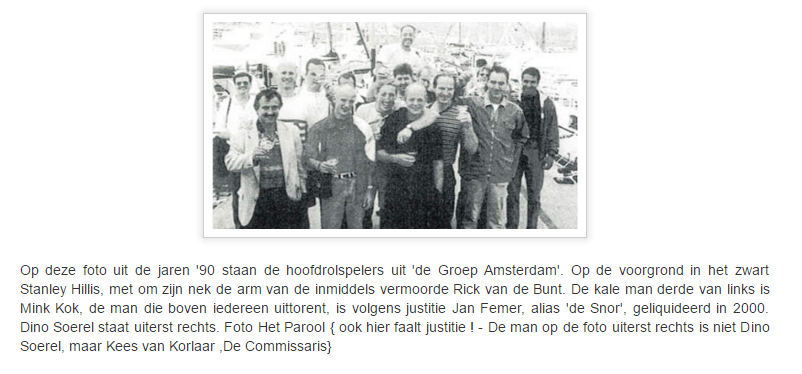 Op deze foto uit de jaren '90 staan de hoofdrolspelers uit 'de Groep Amsterdam'. Op de voorgrond in het zwart
Stanley Hillis, met om zijn nek de arm van de inmiddels vermoorde Rick van de Bunt. De kale man derde van links is
Mink Kok, de man die boven iedereen uittorent, is volgens justitie Jan Femer, alias 'de Snor', geliquideerd in 2000.
Dino Soerel staat uiterst rechts. Foto Het Parool { ook hier faalt justitie ! - De man op de foto uiterst rechts is niet Dino
Soerel, maar Kees van Korlaar ,De Commissaris}